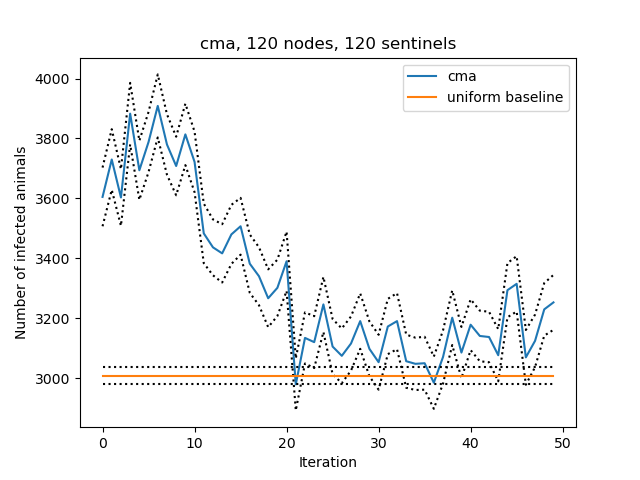 cma, 120 nodes, 120 sentinels
cma
uniform baseline
Number of infected animals
4000
3800
3600
3400
3200
3000
0 10 20 30 40 50
Iteration